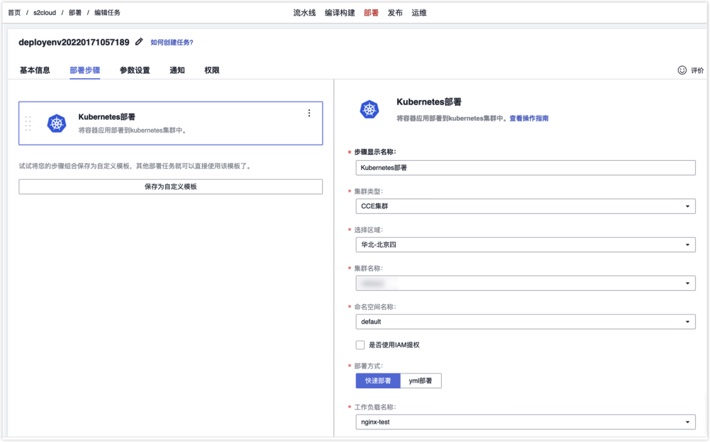 首页 / s2cloud / 部署 / 编辑任务
流水线 编译构建 部署 发布 运维
deployenv20220171057189 如何创建任务?
基本信息 部署步骤 参数设置 通知 权限
评价
Kubernetes部署
将容器应用部署到kubernetes集群中。
试试将您的步骤组合保存为自定义模板，其他部署任务就可以直接使用该模板了。
保存为自定义模板
Kubernetes部署
将容器应用部署到kubernetes集群中。查看操作指南
* 步骤显示名称:
Kubernetes部署
* 集群类型:
CCE集群
* 选择区域:
华北-北京四
* 集群名称:
* 命名空间名称:
default
是否使用IAM提权
* 部署方式:
快速部署 yml部署
* 工作负载名称:
nginx-test